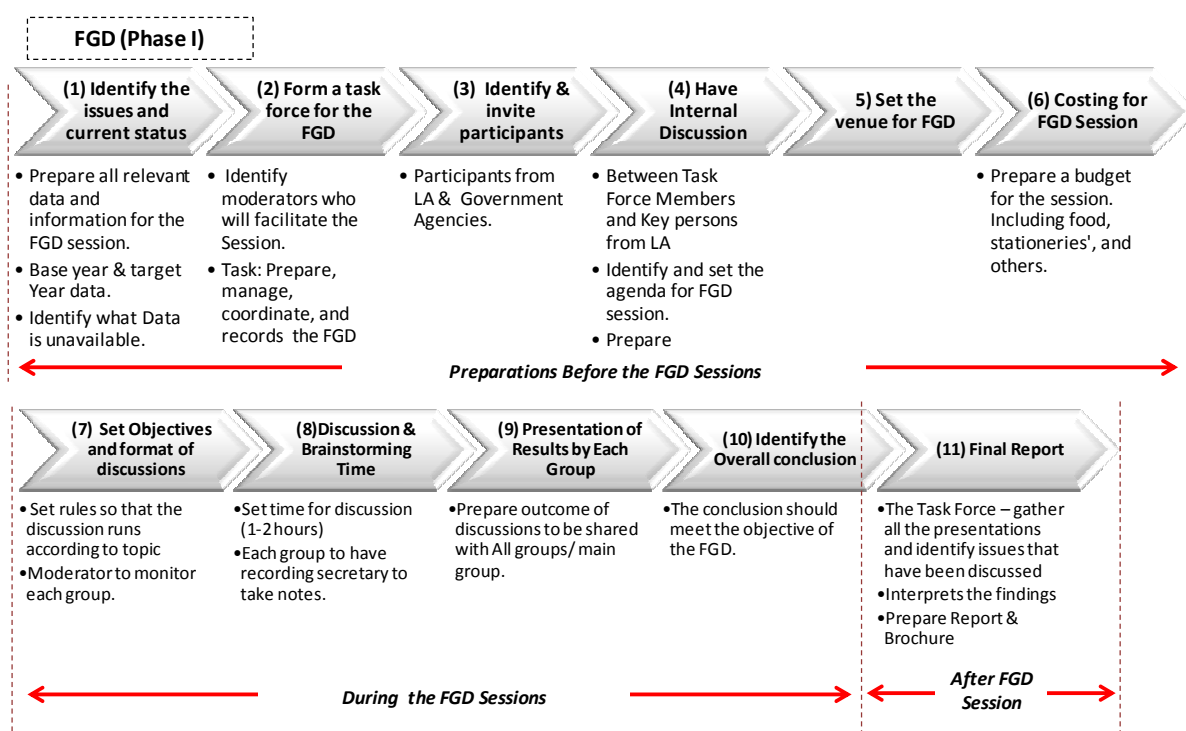 FGD (Phase I)
(1) Identify the
issues and
current status
(2) Form a task
force for the
FGD
(3) Identify &
invite
participants
(4) Have
Internal
Discussion
5) Set the
venue for FGD
(6) Costing for
FGD Session
• Prepare all relevant
data and
information for the
FGD session.
• Base year & target
Year data.
• Identify what Data
is unavailable.
• Identify
moderators who
will facilitate the
Session.
• Task: Prepare,
manage,
coordinate, and
records the FGD
• Participants from
LA & Government
Agencies.
• Between Task
Force Members
and Key persons
from LA
• Identify and set the
agenda for FGD
session.
• Prepare
• Prepare a budget
for the session.
Including food,
stationeries', and
others.
Preparations Before the FGD Sessions
(7) Set Objectives
and format of
discussions
(8)Discussion &
Brainstorming
Time
(9) Presentation of
Results by Each
Group
(10) Identify the
Overall conclusion
(11) Final Report
• Set rules so that the
discussion runs
according to topic
•Moderator to monitor
each group.
•Set time for discussion
(1-2 hours)
•Each group to have
recording secretary to
take notes.
•Prepare outcome of
discussions to be shared
with All groups/ main
group.
•The conclusion should
meet the objective of
the FGD.
•The Task Force – gather
all the presentations
and identify issues that
have been discussed
•Interprets the findings
•Prepare Report &
Brochure
During the FGD Sessions
After FGD
Session